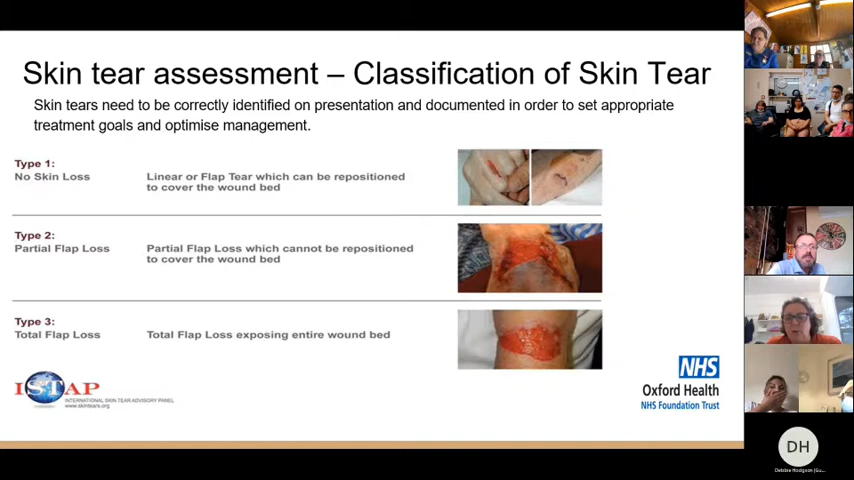 Skin tear assessment – Classification of Skin Tear
Skin tears need to be correctly identified on presentation and documented in order to set appropriate
treatment goals and optimise management.
Type 1:
No Skin Loss
Linear or Flap Tear which can be repositioned
to cover the wound bed
Type 2:
Partial Flap Loss
Partial Flap Loss which cannot be repositioned
to cover the wound bed
Type 3:
Total Flap Loss
Total Flap Loss exposing entire wound bed
ISTAP
INTERNATIONAL SKIN TEAR ADVISORY PANEL
www.skintears.org
NHS
Oxford Health
NHS Foundation Trust
DH
Debbie Hodgson (Gu...